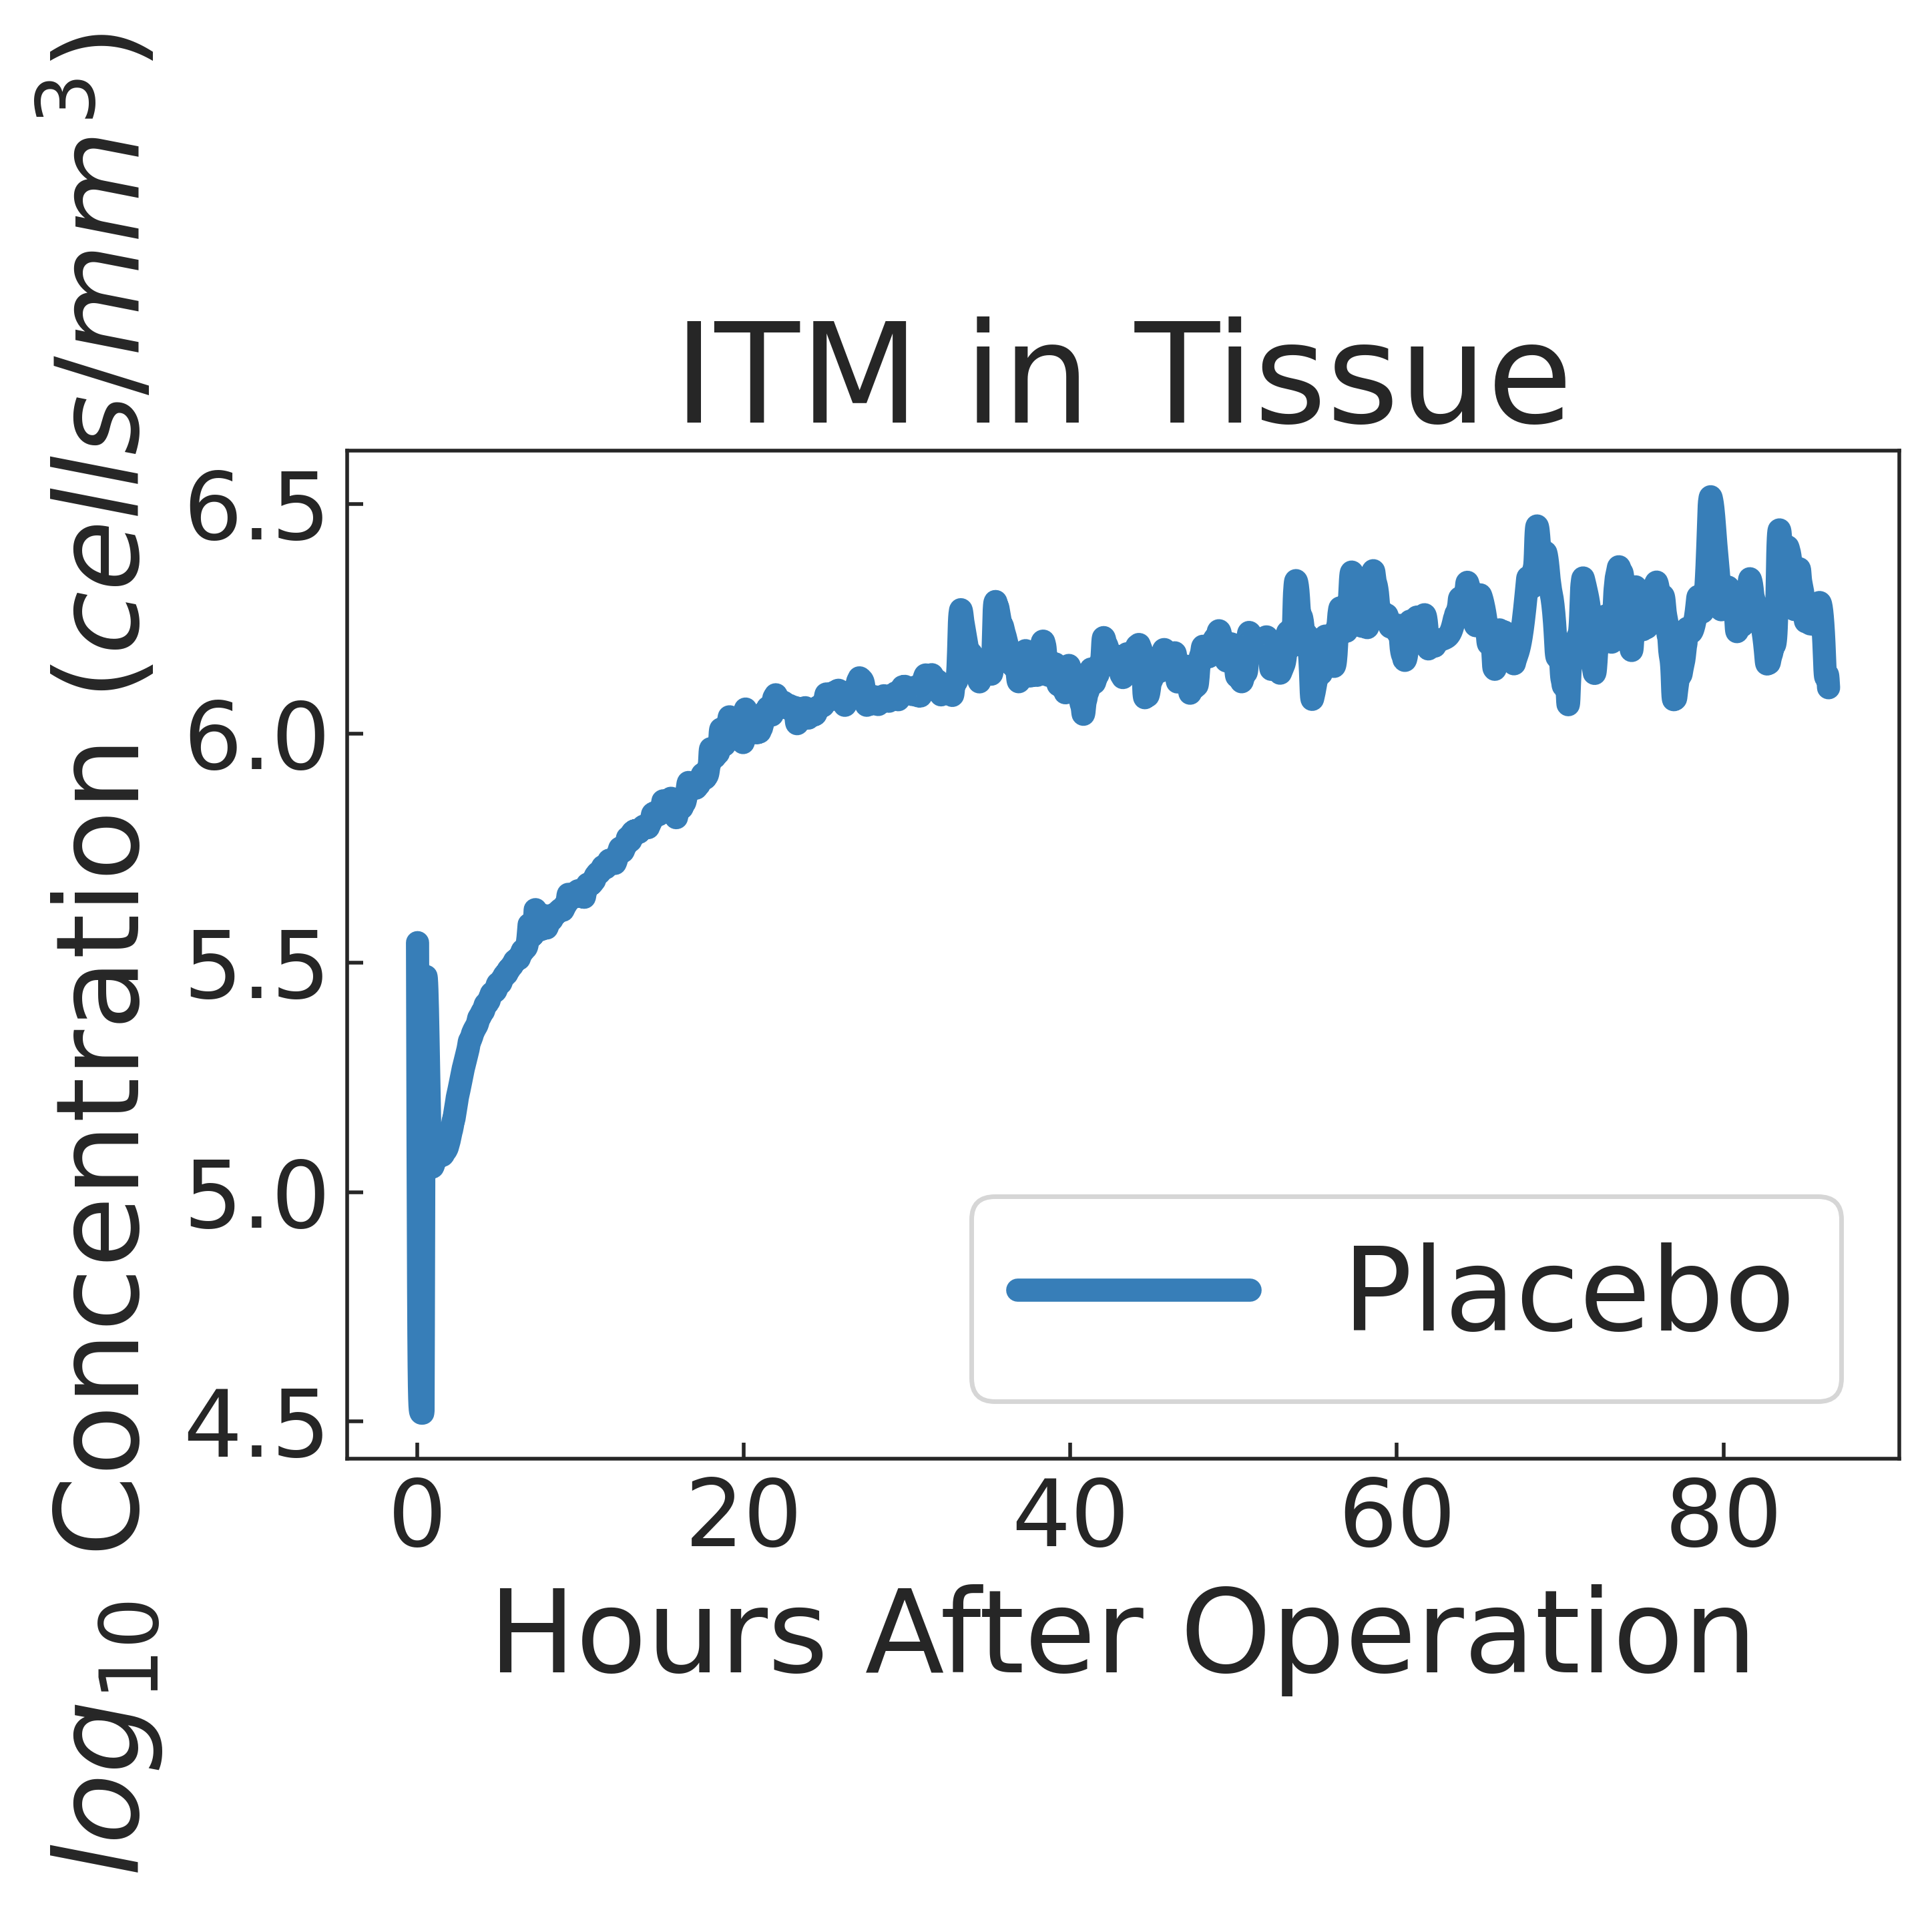 ITM in Tissue
log10 Concentration (cells/mm3)
6.5
6.0
5.5
5.0
4.5
Placebo
0 20 40 60 80
Hours After Operation